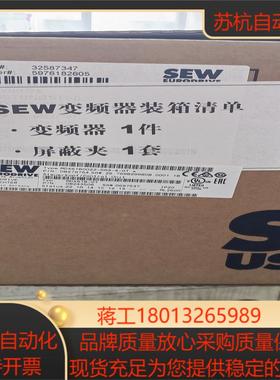 苏杭自动
32587347
5976182605
SEW
EURODRIVE
SEW变频器装箱清单
· 变频器 1件
· 屏蔽夹 1套
SEW
EURODRIVE
蒋工18013265989
自动化
品牌质量放心采购质量保
开票
现货充足为您提供稳定的